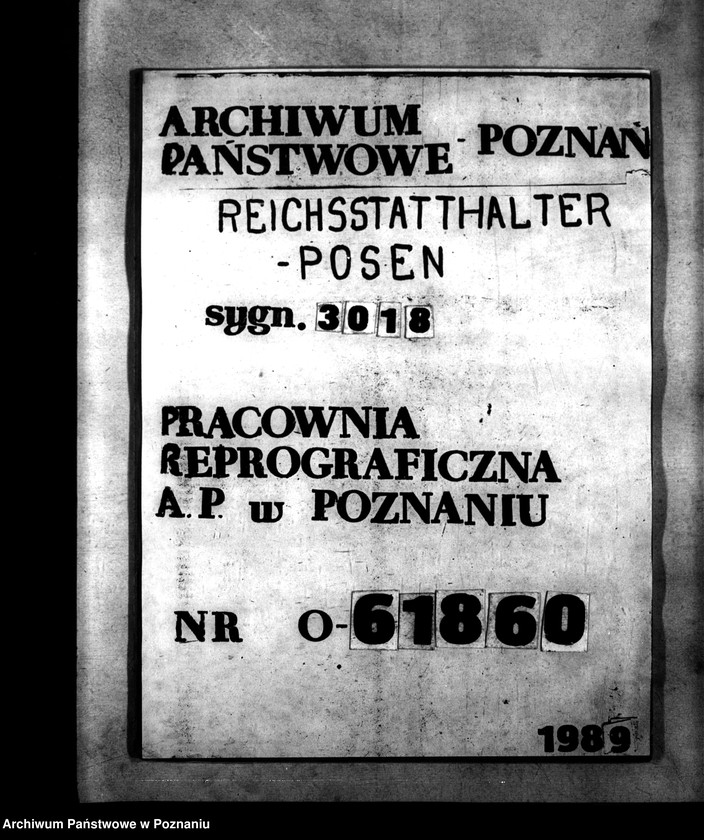 ARCHIWUM
PAŃSTWOWE - POZNAŃ
REICHSSTATTHALTER
-POSEN
sygn. 3018
PRACOWNIA
REPROGRAFICZNA
A.P. w POZNANIU
NR O-61860
1989
Archiwum Państwowe w Poznaniu